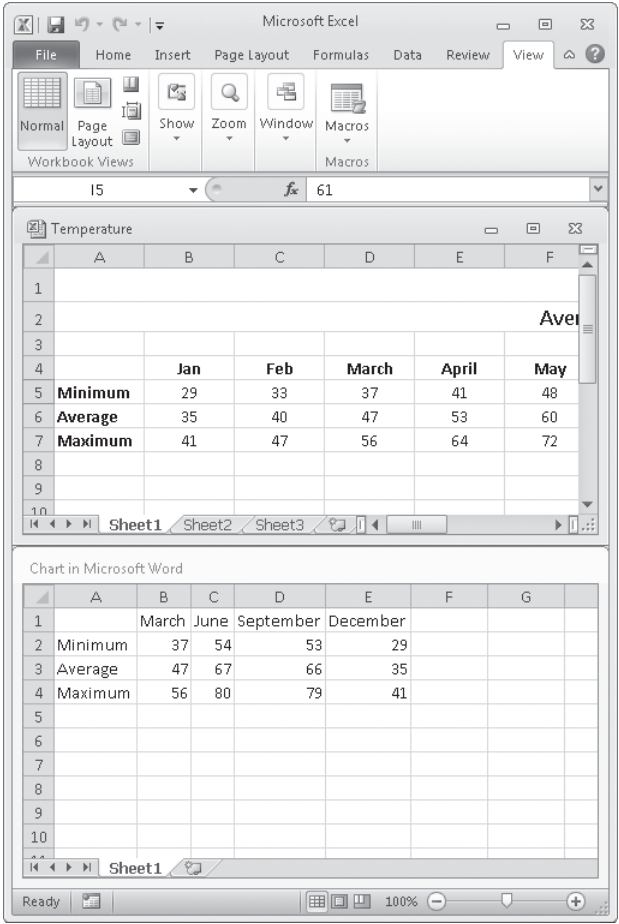 Microsoft Excel
File Home Insert Page Layout Formulas Data Review View
Normal Page Layout Show Zoom Window Macros
Workbook Views Macros
I5 fx 61
Temperature
A B C D E F
1
2 Aver
3
4 Jan Feb March April May
5 Minimum 29 33 37 41 48
6 Average 35 40 47 53 60
7 Maximum 41 47 56 64 72
8
9
10
Sheet1 Sheet2 Sheet3
Chart in Microsoft Word
A B C D E F G
1 March June September December
2 Minimum 37 54 53 29
3 Average 47 67 66 35
4 Maximum 56 80 79 41
5
6
7
8
9
10
Sheet1
Ready 100%